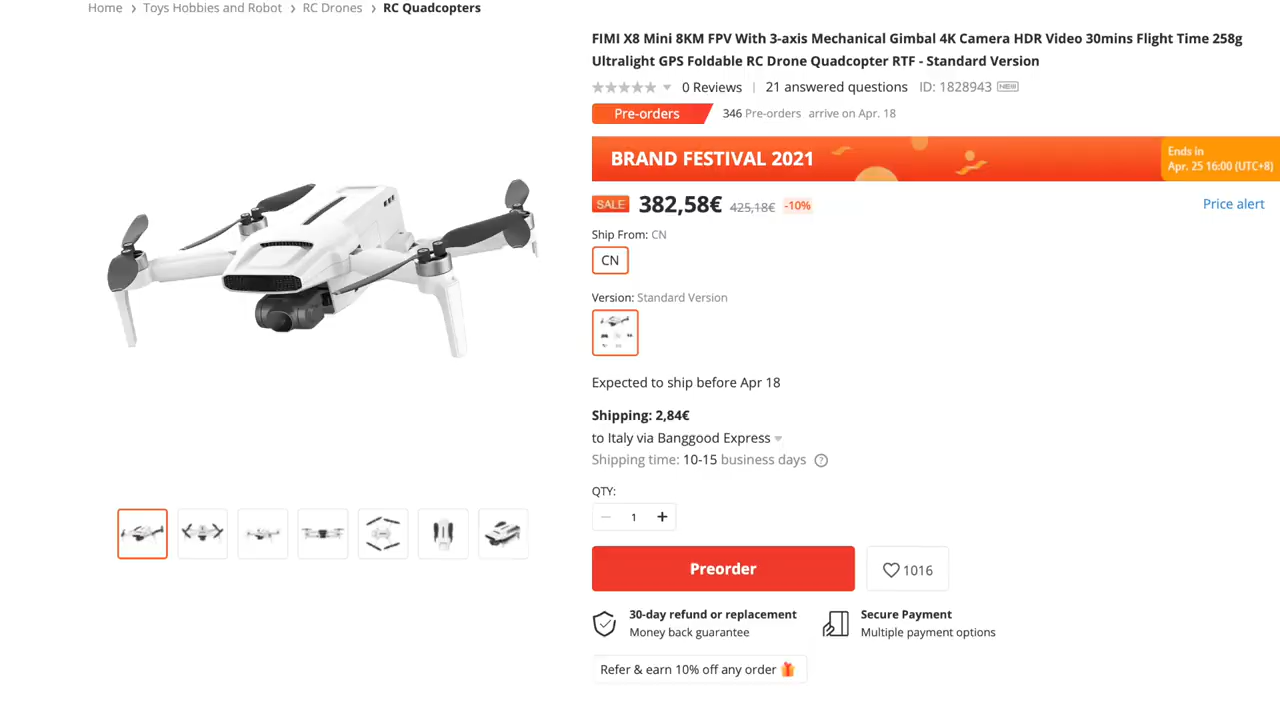 Home > Toys Hobbies and Robot > RC Drones > RC Quadcopters
FIMI X8 Mini 8KM FPV With 3-axis Mechanical Gimbal 4K Camera HDR Video 30mins Flight Time 258g
Ultralight GPS Foldable RC Drone Quadcopter RTF - Standard Version
0 Reviews | 21 answered questions ID: 1828943 NEW
Pre-orders 346 Pre-orders arrive on Apr. 18
BRAND FESTIVAL 2021
Ends in
Apr. 25 16:00 (UTC+8)
SALE 382,58€ 425,18€ -10% Price alert
Ship From: CN
CN
Version: Standard Version
Expected to ship before Apr 18
Shipping: 2,84€
to Italy via Banggood Express
Shipping time: 10-15 business days ?
QTY:
− 1 +
Preorder 1016
30-day refund or replacement
Money back guarantee
Secure Payment
Multiple payment options
Refer & earn 10% off any order